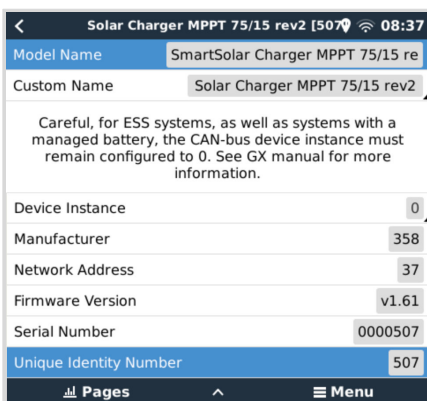 Solar Charger MPPT 75/15 rev2 [507 08:37
Model Name SmartSolar Charger MPPT 75/15 re
Custom Name Solar Charger MPPT 75/15 rev2
Careful, for ESS systems, as well as systems with a
managed battery, the CAN-bus device instance must
remain configured to 0. See GX manual for more
information.
Device Instance 0
Manufacturer 358
Network Address 37
Firmware Version v1.61
Serial Number 0000507
Unique Identity Number 507
Pages Menu